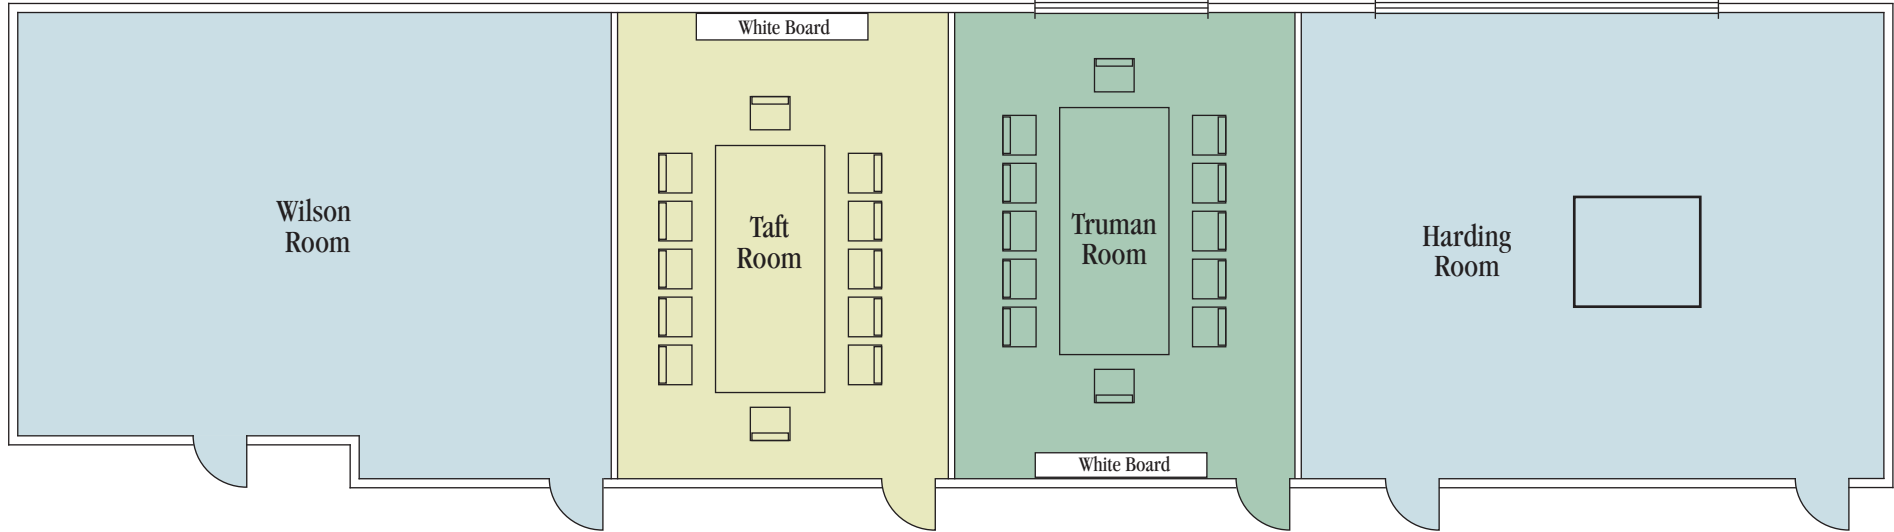 White Board
Wilson
Room
Taft
Room
Truman
Room
Harding
Room
White Board